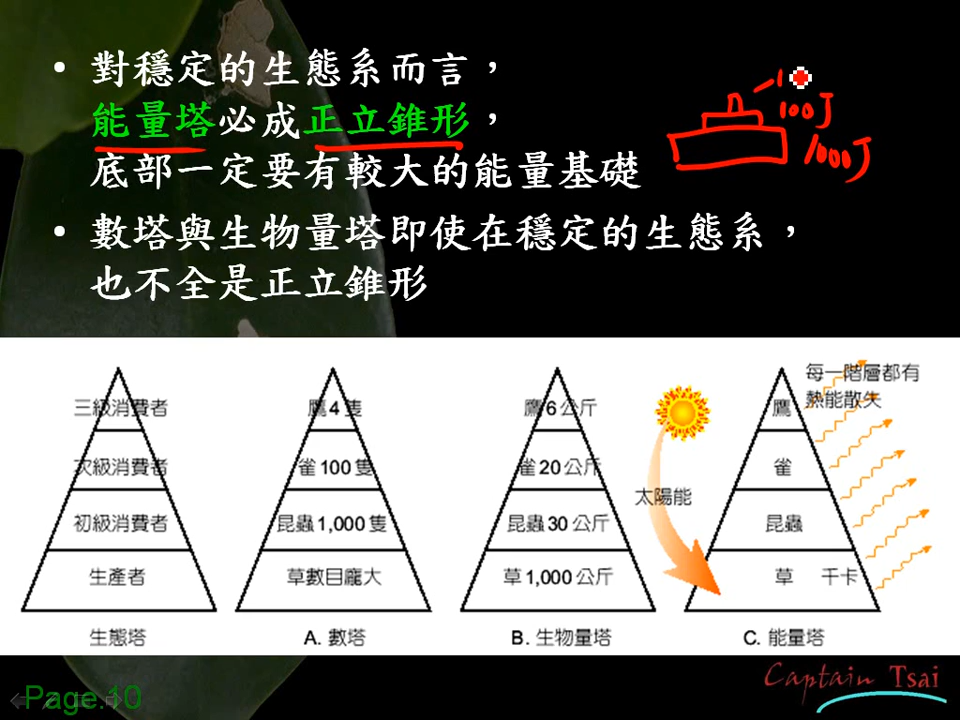 • 對穩定的生態系而言，
能量塔必成正立錐形，
底部一定要有較大的能量基礎
• 數塔與生物量塔即使在穩定的生態系，
也不全是正立錐形
1
100J
1000J
三級消費者
次級消費者
初級消費者
生產者
生態塔
鷹4隻
雀100隻
昆蟲1,000隻
草數目龐大
A. 數塔
鷹6公斤
雀20公斤
昆蟲30公斤
草1,000公斤
B. 生物量塔
太陽能
每一階層都有
熱能散失
鷹
雀
昆蟲
草 千卡
C. 能量塔
Captain Tsai
Page.10